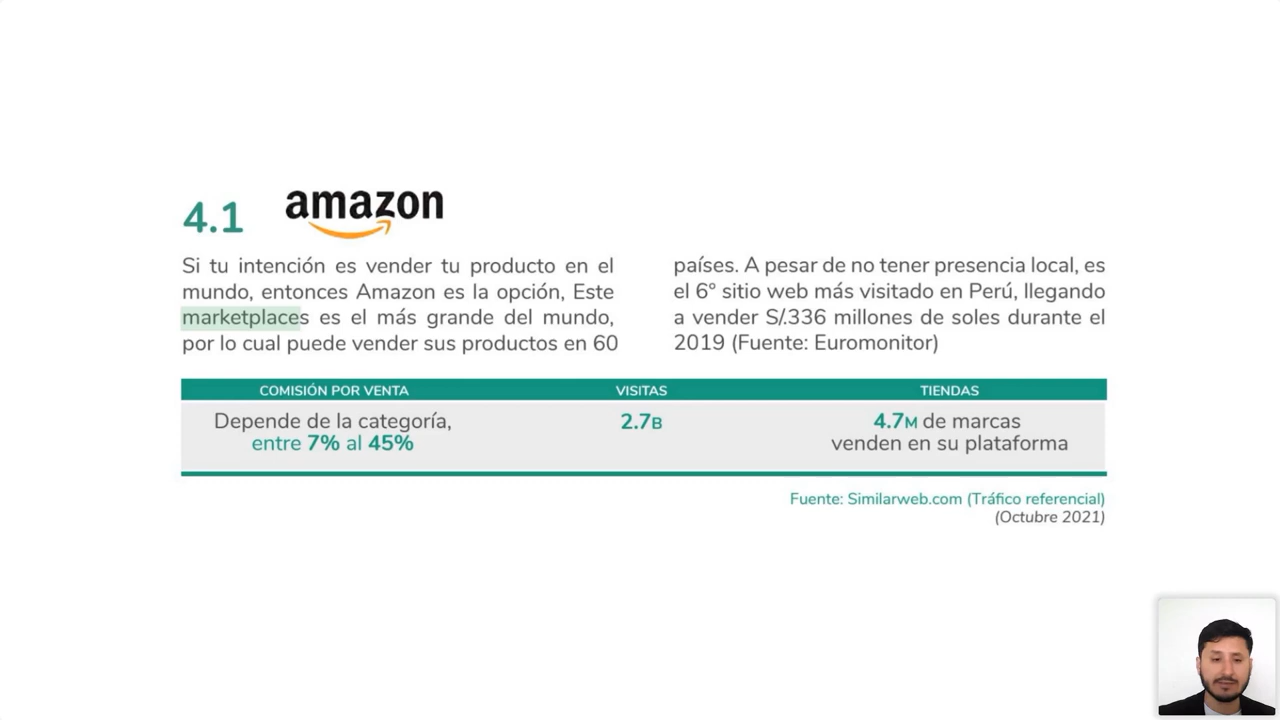 4.1 amazon
Si tu intención es vender tu producto en el
mundo, entonces Amazon es la opción, Este
marketplaces es el más grande del mundo,
por lo cual puede vender sus productos en 60
países. A pesar de no tener presencia local, es
el 6º sitio web más visitado en Perú, llegando
a vender S/.336 millones de soles durante el
2019 (Fuente: Euromonitor)
COMISIÓN POR VENTA VISITAS TIENDAS
Depende de la categoría,
entre 7% al 45%
2.7B
4.7M de marcas
venden en su plataforma
Fuente: Similarweb.com (Tráfico referencial)
(Octubre 2021)